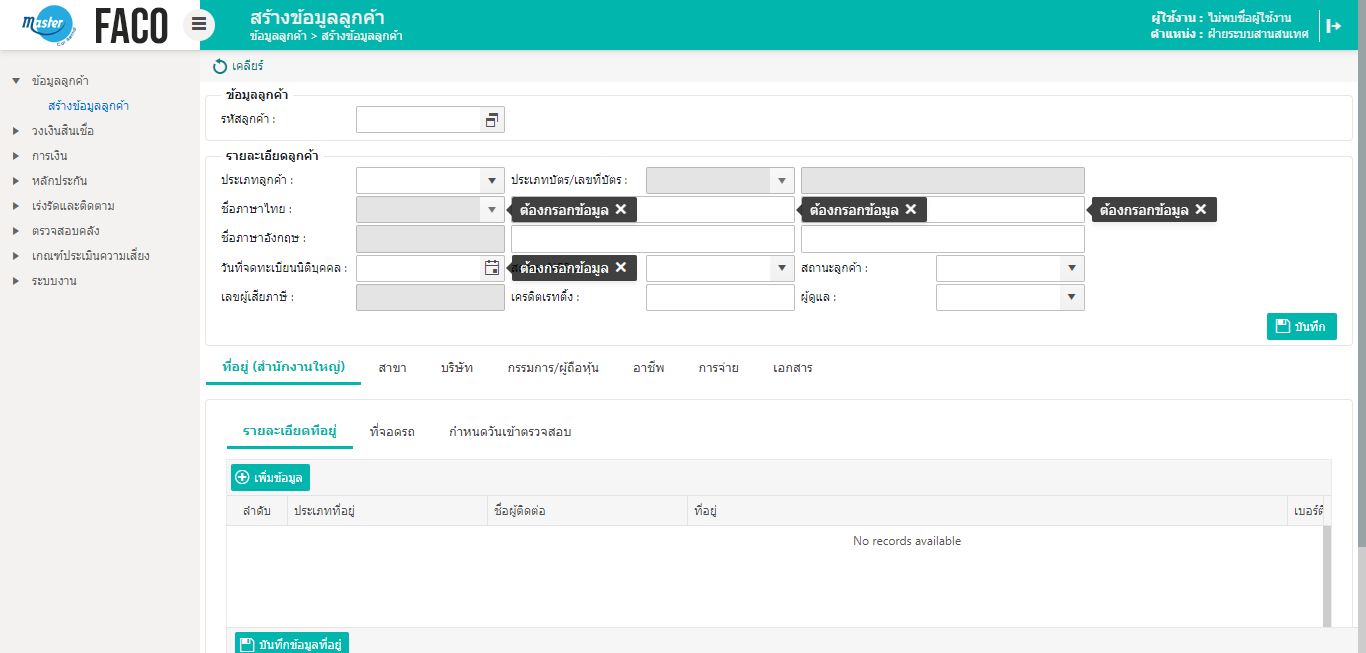 master
FACO
สร้างข้อมูลลูกค้า
ข้อมูลลูกค้า > สร้างข้อมูลลูกค้า
ผู้ใช้งาน : ไม่พบชื่อผู้ใช้งาน
ตำแหน่ง : ฝ่ายระบบสานสนเทศ
ข้อมูลลูกค้า
สร้างข้อมูลลูกค้า
วงเงินสินเชื่อ
การเงิน
หลักประกัน
เร่งรัดและติดตาม
ตรวจสอบคลัง
เกณฑ์ประเมินความเสี่ยง
ระบบงาน
เคลียร์
ข้อมูลลูกค้า
รหัสลูกค้า :
รายละเอียดลูกค้า
ประเภทลูกค้า : ประเภทบัตร/เลขที่บัตร :
ชื่อภาษาไทย : ต้องกรอกข้อมูล ต้องกรอกข้อมูล ต้องกรอกข้อมูล
ชื่อภาษาอังกฤษ :
วันที่จดทะเบียนนิติบุคคล : ต้องกรอกข้อมูล สถานะลูกค้า :
เลขผู้เสียภาษี : เครดิตเรทติ้ง : ผู้ดูแล :
บันทึก
ที่อยู่ (สำนักงานใหญ่) สาขา บริษัท กรรมการ/ผู้ถือหุ้น อาชีพ การจ่าย เอกสาร
รายละเอียดที่อยู่ ที่จอดรถ กำหนดวันเข้าตรวจสอบ
เพิ่มข้อมูล
ลำดับ ประเภทที่อยู่ ชื่อผู้ติดต่อ ที่อยู่
No records available
บันทึกข้อมูลที่อยู่